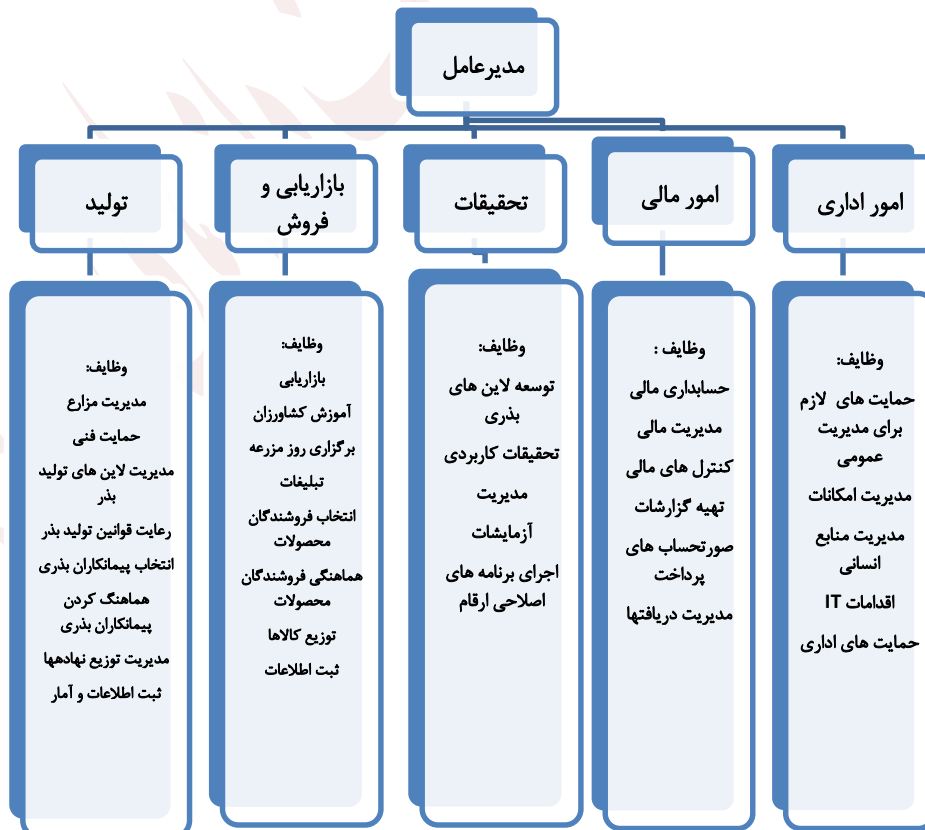 مدیرعامل
امور اداری
امور مالی
تحقیقات
بازاریابی و
فروش
تولید
وظایف:
حمایت های لازم
برای مدیریت
عمومی
مدیریت امکانات
مدیریت منابع
انسانی
اقدامات IT
حمایت های اداری
وظایف :
حسابداری مالی
مدیریت مالی
کنترل های مالی
تهیه گزارشات
صورتحساب های
پرداخت
مدیریت دریافتها
وظایف:
توسعه لاین های
بذری
تحقیقات کاربردی
مدیریت
آزمایشات
اجرای برنامه های
اصلاحی ارقام
وظایف:
بازاریابی
آموزش کشاورزان
برگزاری روز مزرعه
تبلیغات
انتخاب فروشندگان
محصولات
هماهنگی فروشندگان
محصولات
توزیع کالاها
ثبت اطلاعات
وظایف:
مدیریت مزارع
حمایت فنی
مدیریت لاین های تولید
بذر
رعایت قوانین تولید بذر
انتخاب پیمانکاران بذری
هماهنگ کردن
پیمانکاران بذری
مدیریت توزیع نهادهها
ثبت اطلاعات و آمار